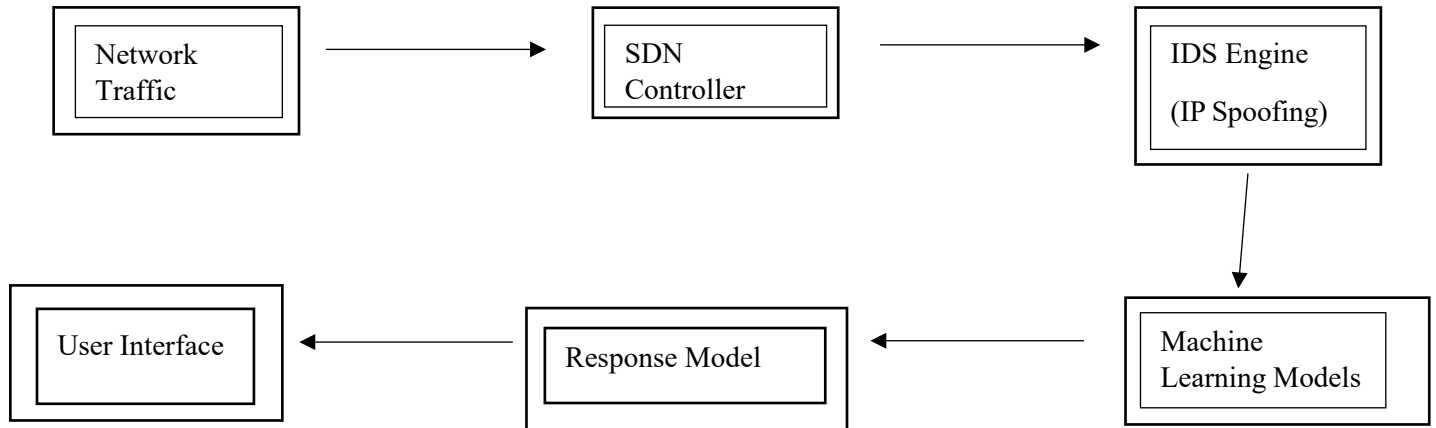 Network
Traffic
SDN
Controller
IDS Engine
(IP Spoofing)
User Interface
Response Model
Machine
Learning Models